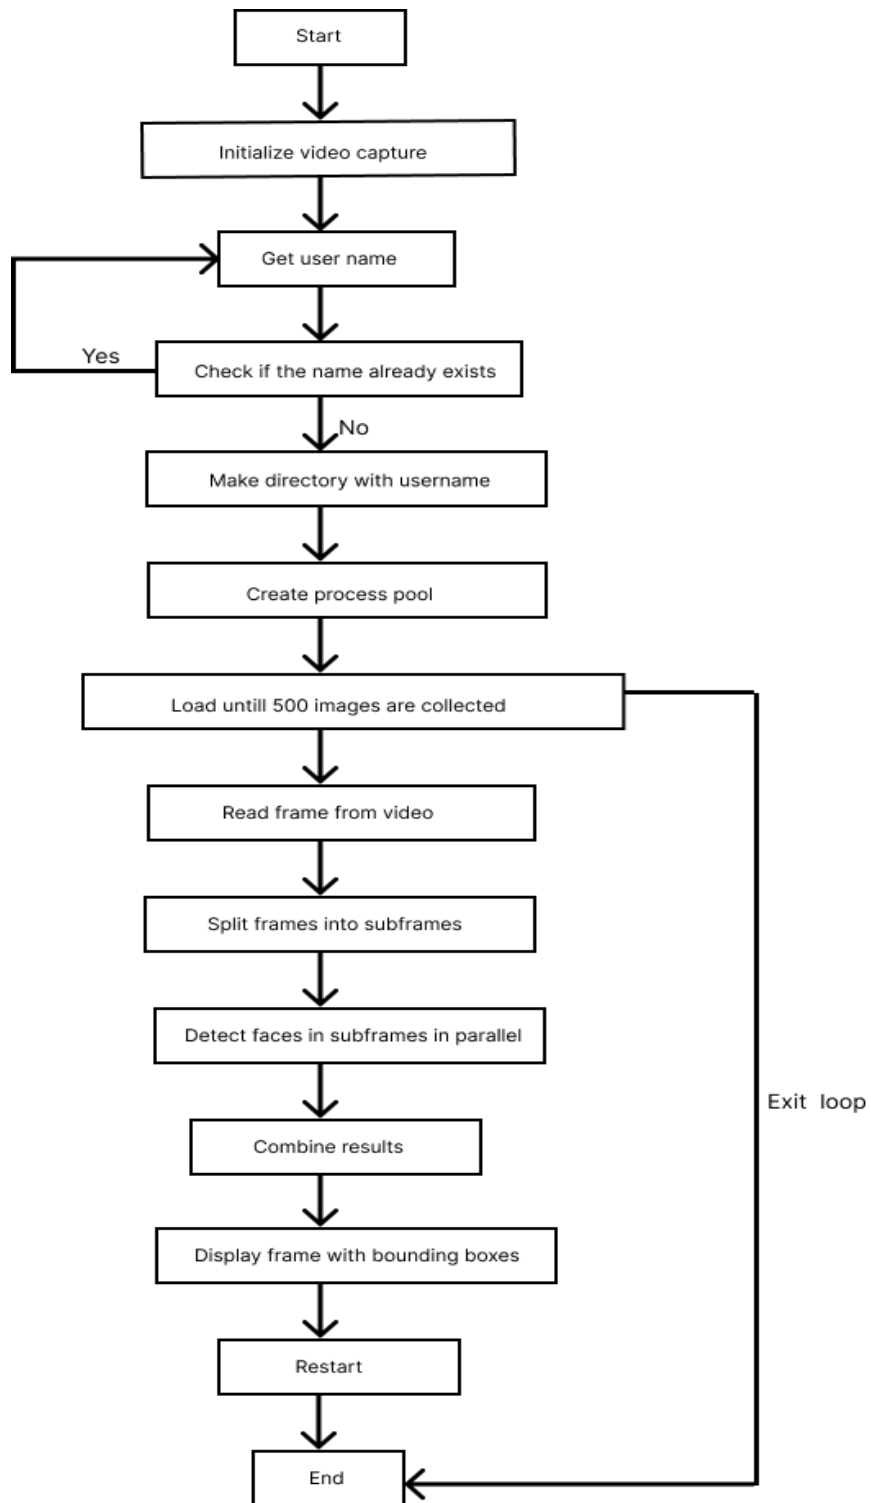 Start
Initialize video capture
Get user name
Yes
Check if the name already exists
No
Make directory with username
Create process pool
Load untill 500 images are collected
Read frame from video
Split frames into subframes
Detect faces in subframes in parallel
Exit loop
Combine results
Display frame with bounding boxes
Restart
End